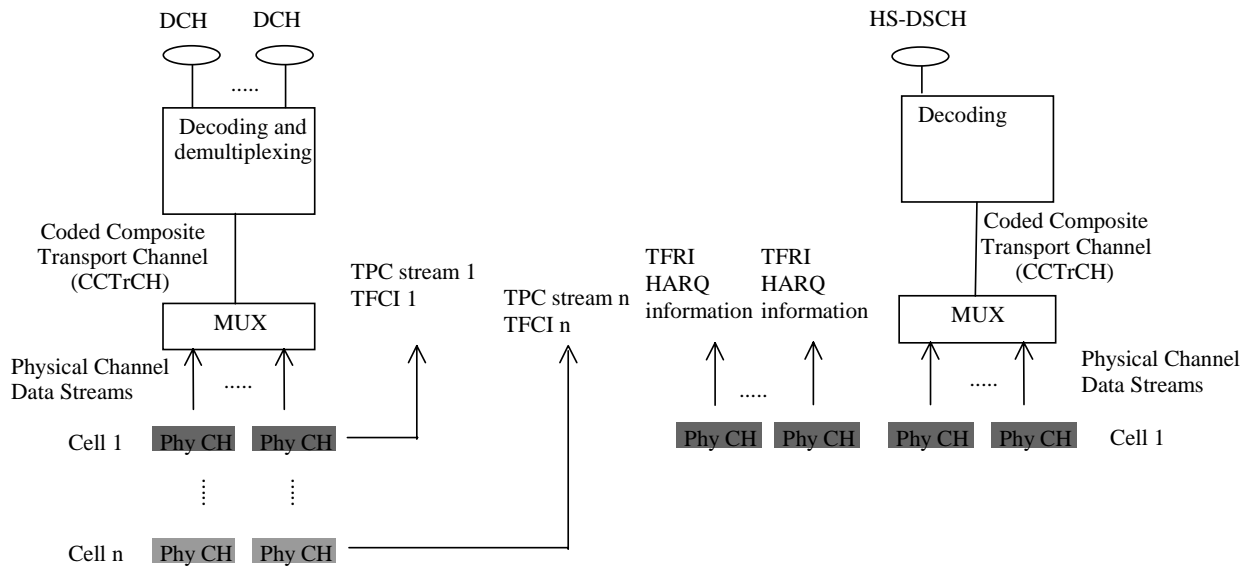 DCH DCH
.....
Decoding and
demultiplexing
Coded Composite
Transport Channel
(CCTrCH)
MUX
Physical Channel
Data Streams
.....
Cell 1 Phy CH Phy CH
Cell n Phy CH Phy CH
TPC stream 1
TFCI 1
TPC stream n
TFCI n
TFRI
HARQ
information
TFRI
HARQ
information
.....
Phy CH Phy CH
HS-DSCH
Decoding
Coded Composite
Transport Channel
(CCTrCH)
MUX
Physical Channel
Data Streams
.....
Phy CH Phy CH Cell 1